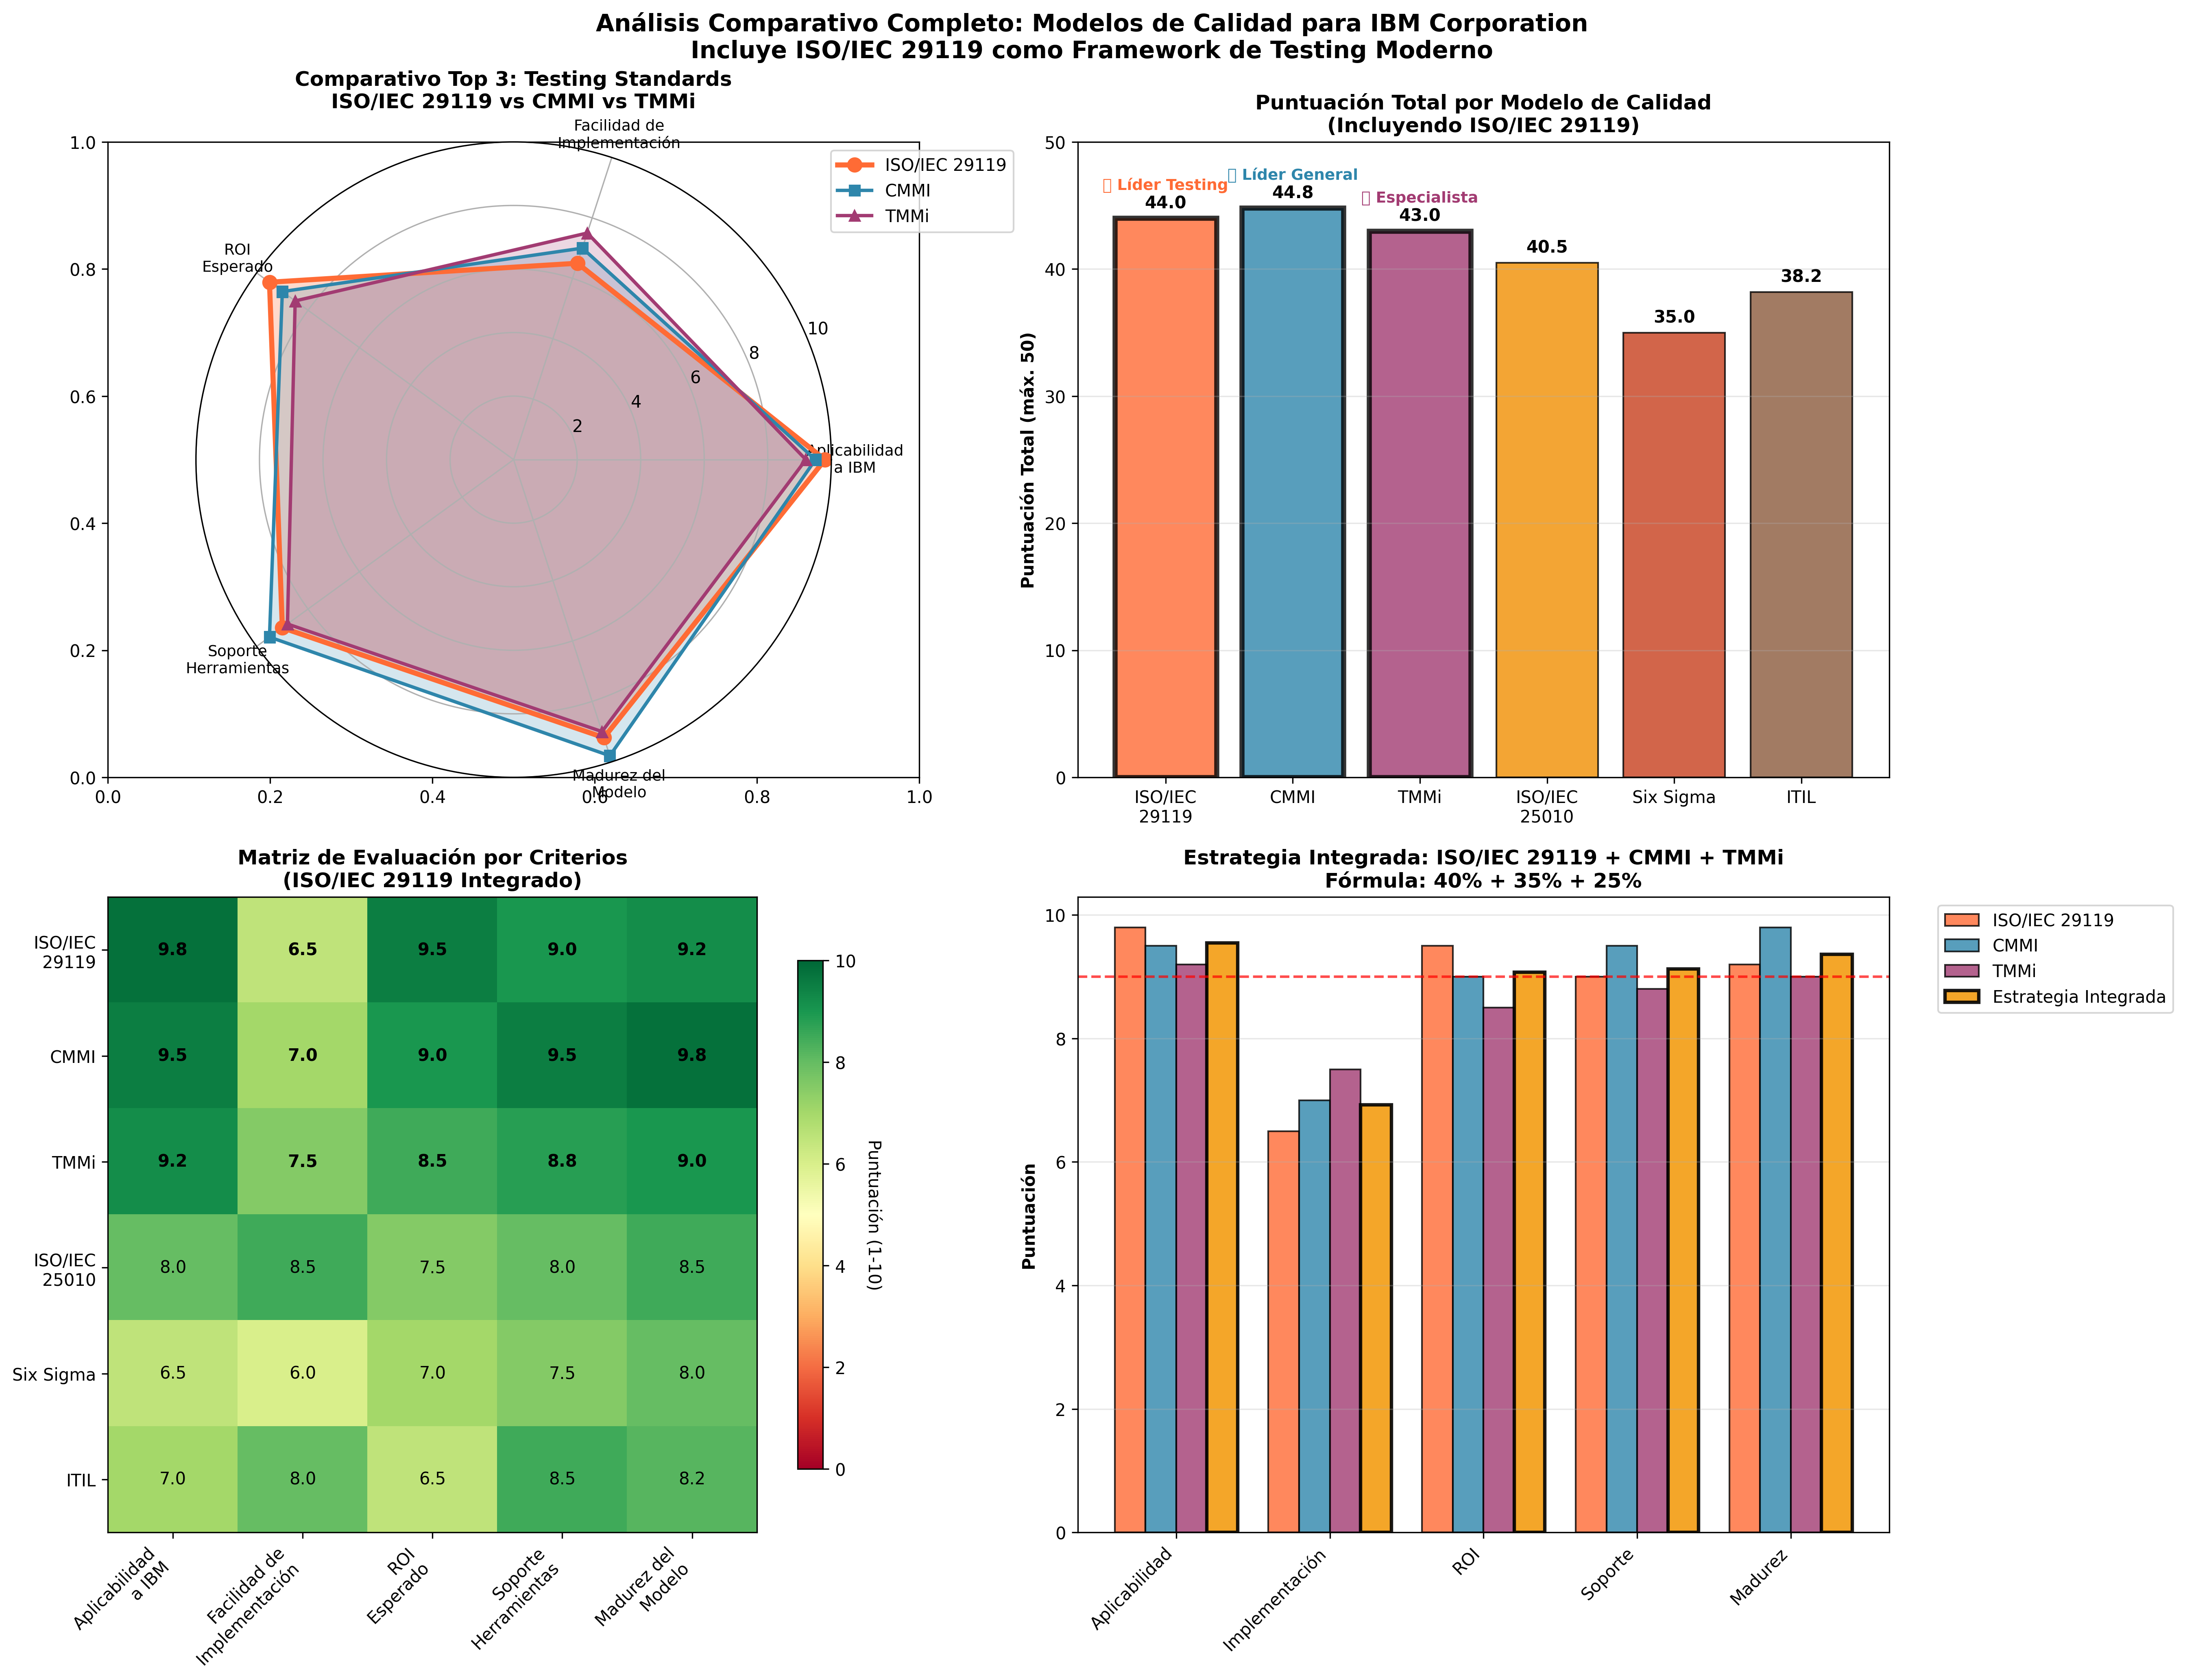 Análisis Comparativo Completo: Modelos de Calidad para IBM Corporation
Incluye ISO/IEC 29119 como Framework de Testing Moderno
Comparativo Top 3: Testing Standards
ISO/IEC 29119 vs CMMI vs TMMi
1.0
0.8
0.6
0.4
0.2
0.0
0.0
0.2
0.4
0.6
0.8
1.0
Facilidad de
Implementación
ROI
Esperado
Soporte
Herramientas
Madurez del
Modelo
Aplicabilidad
a IBM
2
4
6
8
10
ISO/IEC 29119
CMMI
TMMi
Puntuación Total por Modelo de Calidad
(Incluyendo ISO/IEC 29119)
Puntuación Total (máx. 50)
50
40
30
20
10
0
Líder Testing
44.0
Líder General
44.8
Especialista
43.0
40.5
35.0
38.2
ISO/IEC
29119
CMMI
TMMi
ISO/IEC
25010
Six Sigma
ITIL
Matriz de Evaluación por Criterios
(ISO/IEC 29119 Integrado)
ISO/IEC
29119
9.8 6.5 9.5 9.0 9.2
CMMI 9.5 7.0 9.0 9.5 9.8
TMMi 9.2 7.5 8.5 8.8 9.0
ISO/IEC
25010
8.0 8.5 7.5 8.0 8.5
Six Sigma 6.5 6.0 7.0 7.5 8.0
ITIL 7.0 8.0 6.5 8.5 8.2
Aplicabilidad
a IBM
Facilidad de
Implementación
ROI
Esperado
Soporte
Herramientas
Madurez del
Modelo
10
8
6
4
2
0
Puntuación (1-10)
Estrategia Integrada: ISO/IEC 29119 + CMMI + TMMi
Fórmula: 40% + 35% + 25%
Puntuación
10
8
6
4
2
0
Aplicabilidad
Implementación
ROI
Soporte
Madurez
ISO/IEC 29119
CMMI
TMMi
Estrategia Integrada